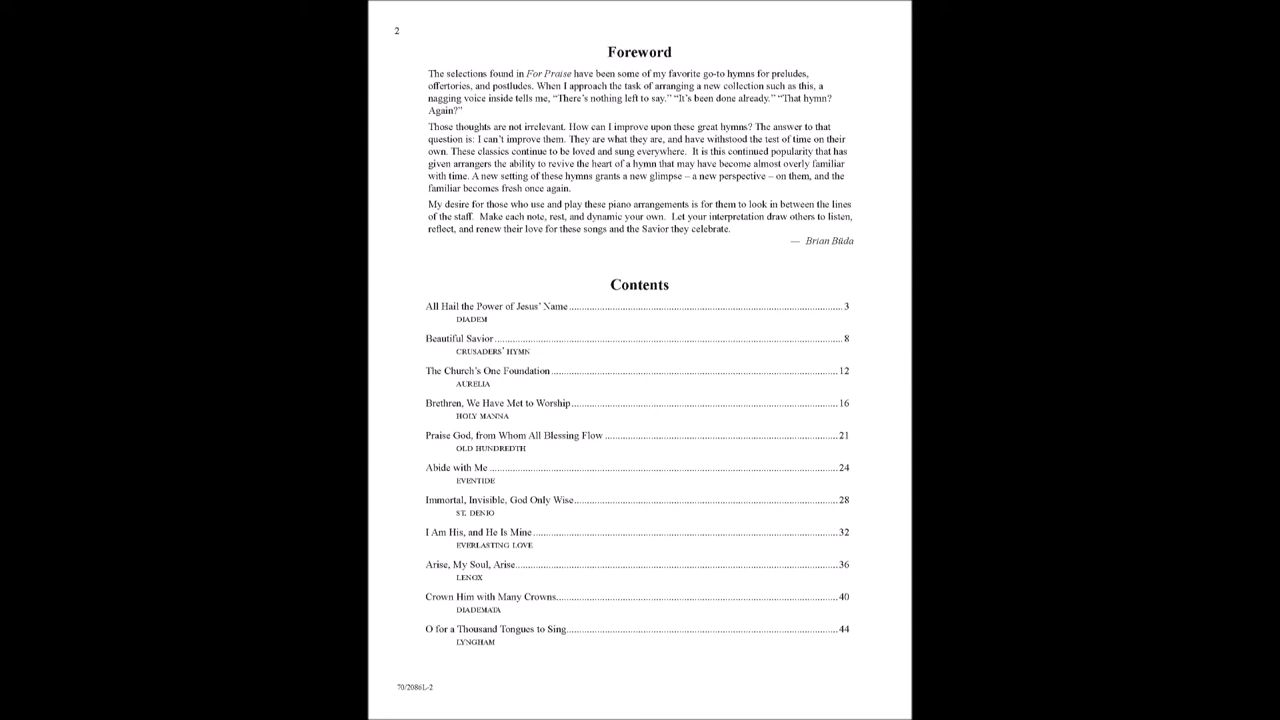 2
Foreword
The selections found in For Praise have been some of my favorite go-to hymns for preludes,
offertories, and postludes. When I approach the task of arranging a new collection such as this, a
nagging voice inside tells me, “There’s nothing left to say.” “It’s been done already.” “That hymn?
Again?”
Those thoughts are not irrelevant. How can I improve upon these great hymns? The answer to that
question is: I can’t improve them. They are what they are, and have withstood the test of time on their
own. These classics continue to be loved and sung everywhere. It is this continued popularity that has
given arrangers the ability to revive the heart of a hymn that may have become almost overly familiar
with time. A new setting of these hymns grants a new glimpse – a new perspective – on them, and the
familiar becomes fresh once again.
My desire for those who use and play these piano arrangements is for them to look in between the lines
of the staff. Make each note, rest, and dynamic your own. Let your interpretation draw others to listen,
reflect, and renew their love for these songs and the Savior they celebrate.
— Brian Büda
Contents
All Hail the Power of Jesus’ Name 3
DIADEM
Beautiful Savior 8
CRUSADERS’ HYMN
The Church’s One Foundation 12
AURELIA
Brethren, We Have Met to Worship 16
HOLY MANNA
Praise God, from Whom All Blessing Flow 21
OLD HUNDREDTH
Abide with Me 24
EVENTIDE
Immortal, Invisible, God Only Wise 28
ST. DENIO
I Am His, and He Is Mine 32
EVERLASTING LOVE
Arise, My Soul, Arise 36
LENOX
Crown Him with Many Crowns 40
DIADEMATA
O for a Thousand Tongues to Sing 44
LYNGHAM
70/2086L-2